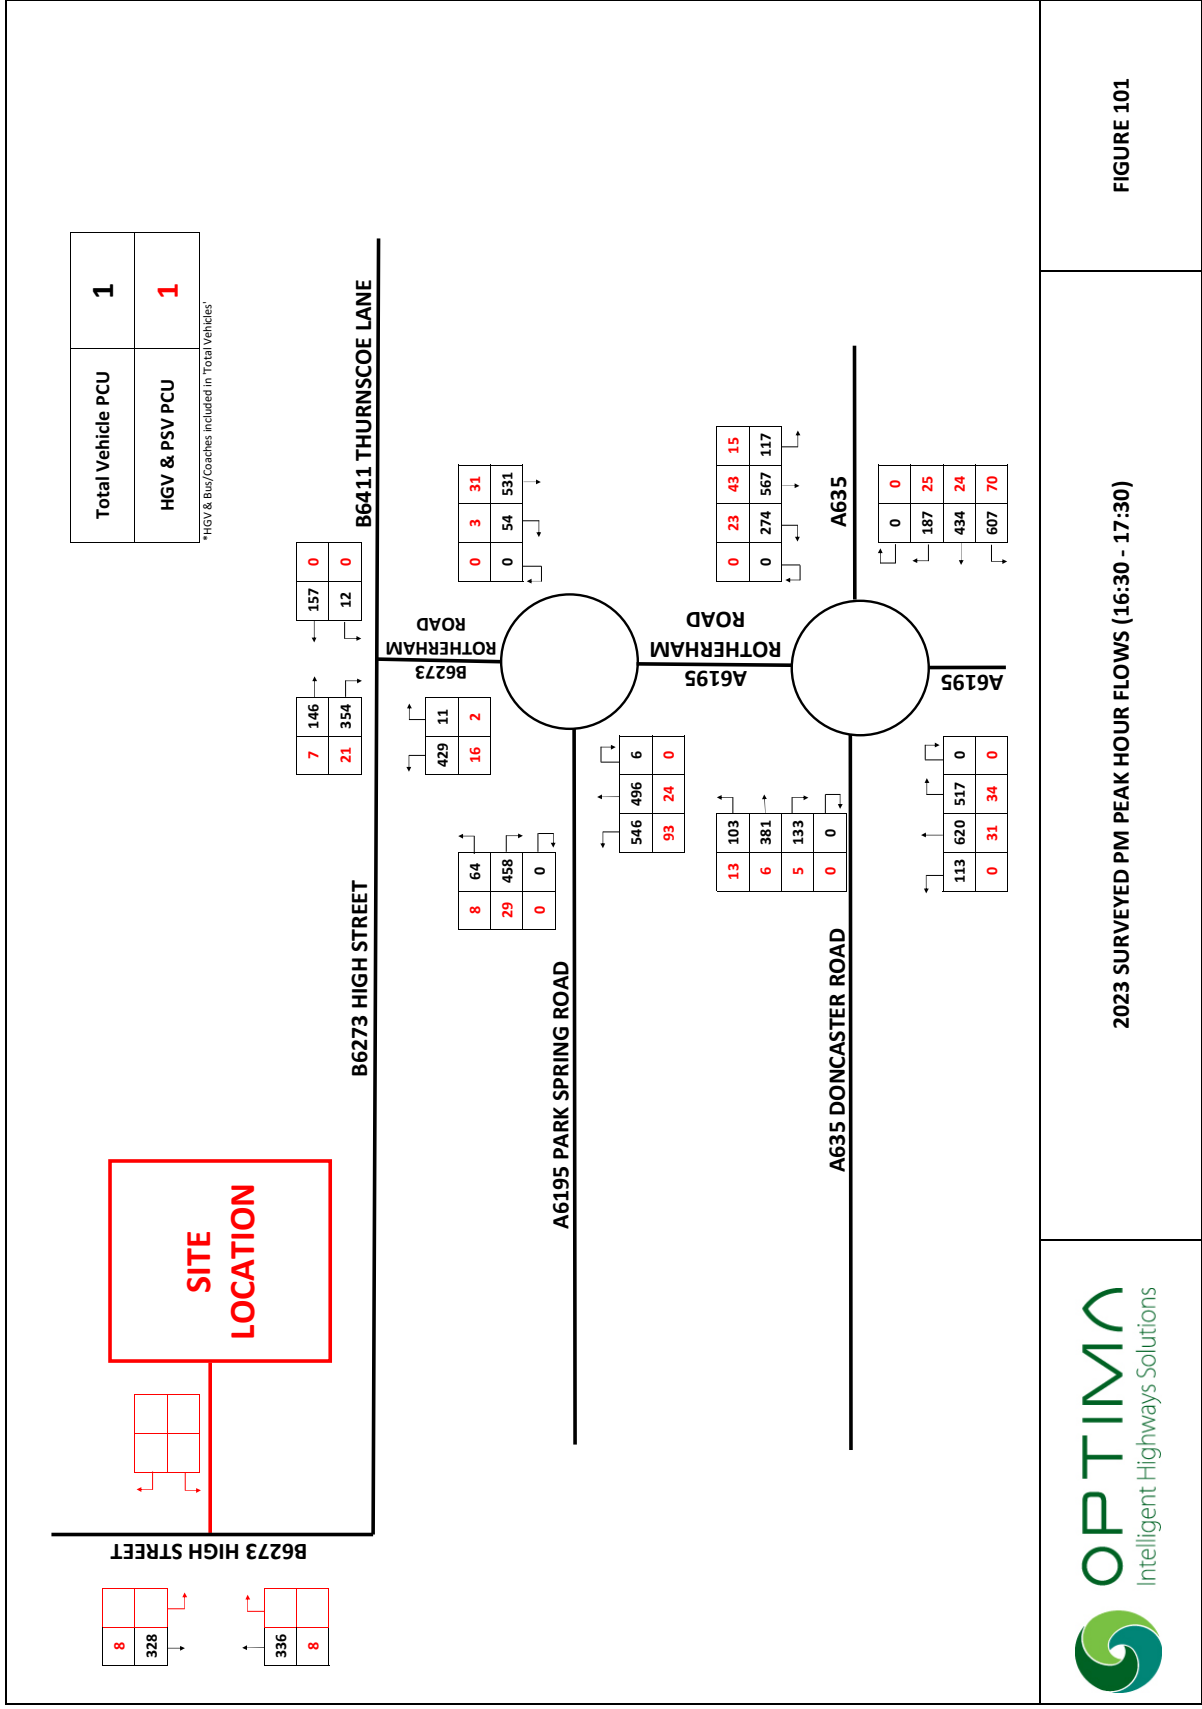 Total Vehicle PCU 1
HGV & PSV PCU 1
*HGV & Bus/Coaches included in 'Total Vehicles'
SITE
LOCATION
B6273 HIGH STREET
8
328
336
8
B6273 HIGH STREET
B6411 THURNSCOE LANE
7 146
21 354
157 0
12 0
B6273
ROTHERHAM
ROAD
429 11
16 2
0 3 31
0 54 531
8 64
29 458
0 0
A6195 PARK SPRING ROAD
546 496 6
93 24 0
A6195
ROTHERHAM
ROAD
0 23 43 15
0 274 567 117
13 103
6 381
5 133
0 0
A635 DONCASTER ROAD
A635
0 0
187 25
434 24
607 70
A6195
113 620 517 0
0 31 34 0
OPTIMA
Intelligent Highways Solutions
2023 SURVEYED PM PEAK HOUR FLOWS (16:30 - 17:30)
FIGURE 101